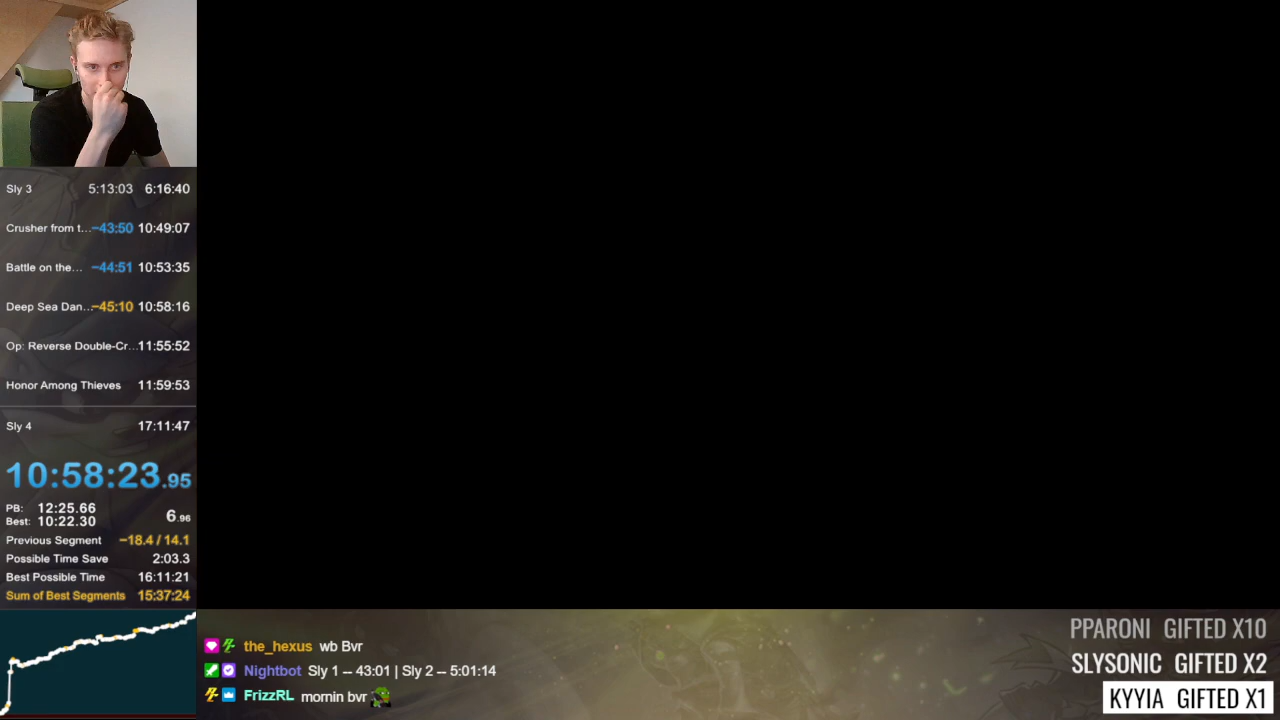 Sly 3 5:13:03 6:16:40
Crusher from t... −43:50 10:49:07
Battle on the... −44:51 10:53:35
Deep Sea Dan... −45:10 10:58:16
Op: Reverse Double-Cr... 11:55:52
Honor Among Thieves 11:59:53
Sly 4 17:11:47
10:58:23.95
PB: 12:25.66
Best: 10:22.30
6.96
Previous Segment −18.4 / 14.1
Possible Time Save 2:03.3
Best Possible Time 16:11:21
Sum of Best Segments 15:37:24
the_hexus wb Bvr
Nightbot Sly 1 -- 43:01 | Sly 2 -- 5:01:14
FrizzRL mornin bvr
PPARONI GIFTED X10
SLYSONIC GIFTED X2
KYYIA GIFTED X1